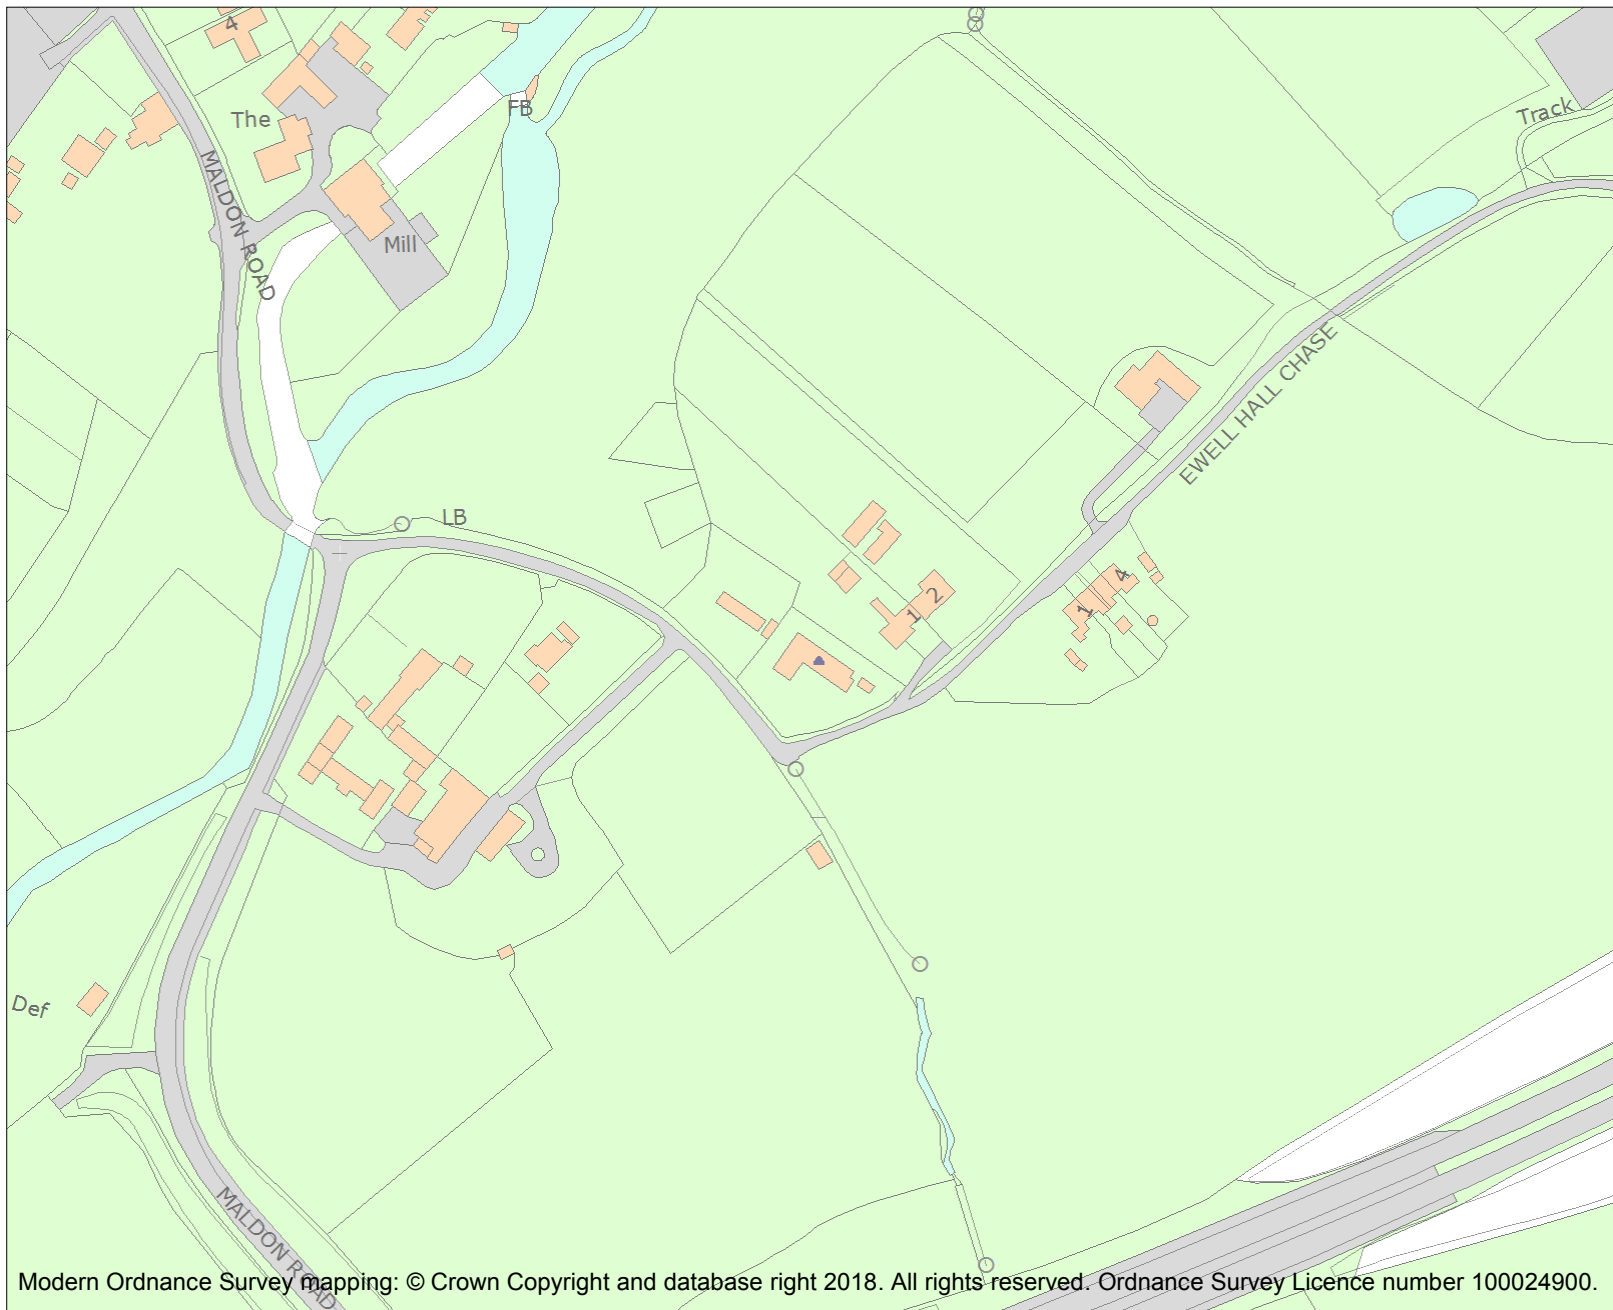 4
The
FB
Track
MALDON ROAD
Mill
EWELL HALL CHASE
LB
4
2
1
1
Def
MALDON ROAD
Modern Ordnance Survey mapping: © Crown Copyright and database right 2018. All rights reserved. Ordnance Survey Licence number 100024900.